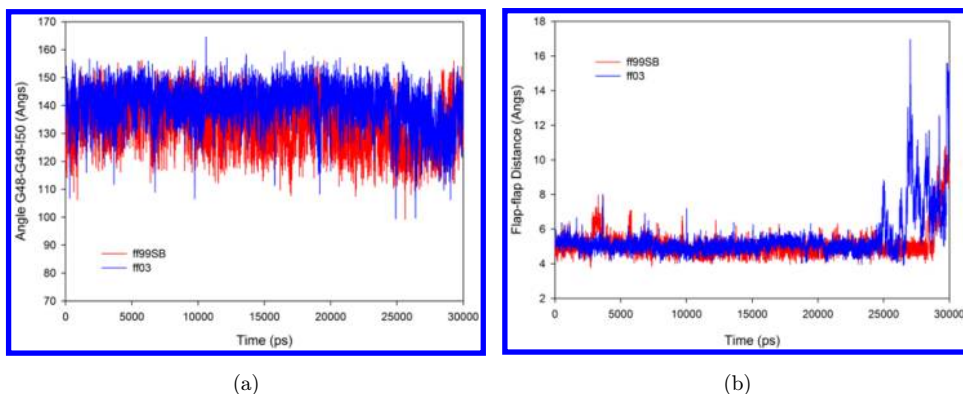 170
160
150
140
130
120
110
100
90
80
70
Angle G48-G49-I50 (Angs)
ff99SB
ff03
0 5000 10000 15000 20000 25000 30000
Time (ps)
(a)
18
16
14
12
10
8
6
4
2
Flap-flap Distance (Angs)
ff99SB
ff03
0 5000 10000 15000 20000 25000 30000
Time (ps)
(b)